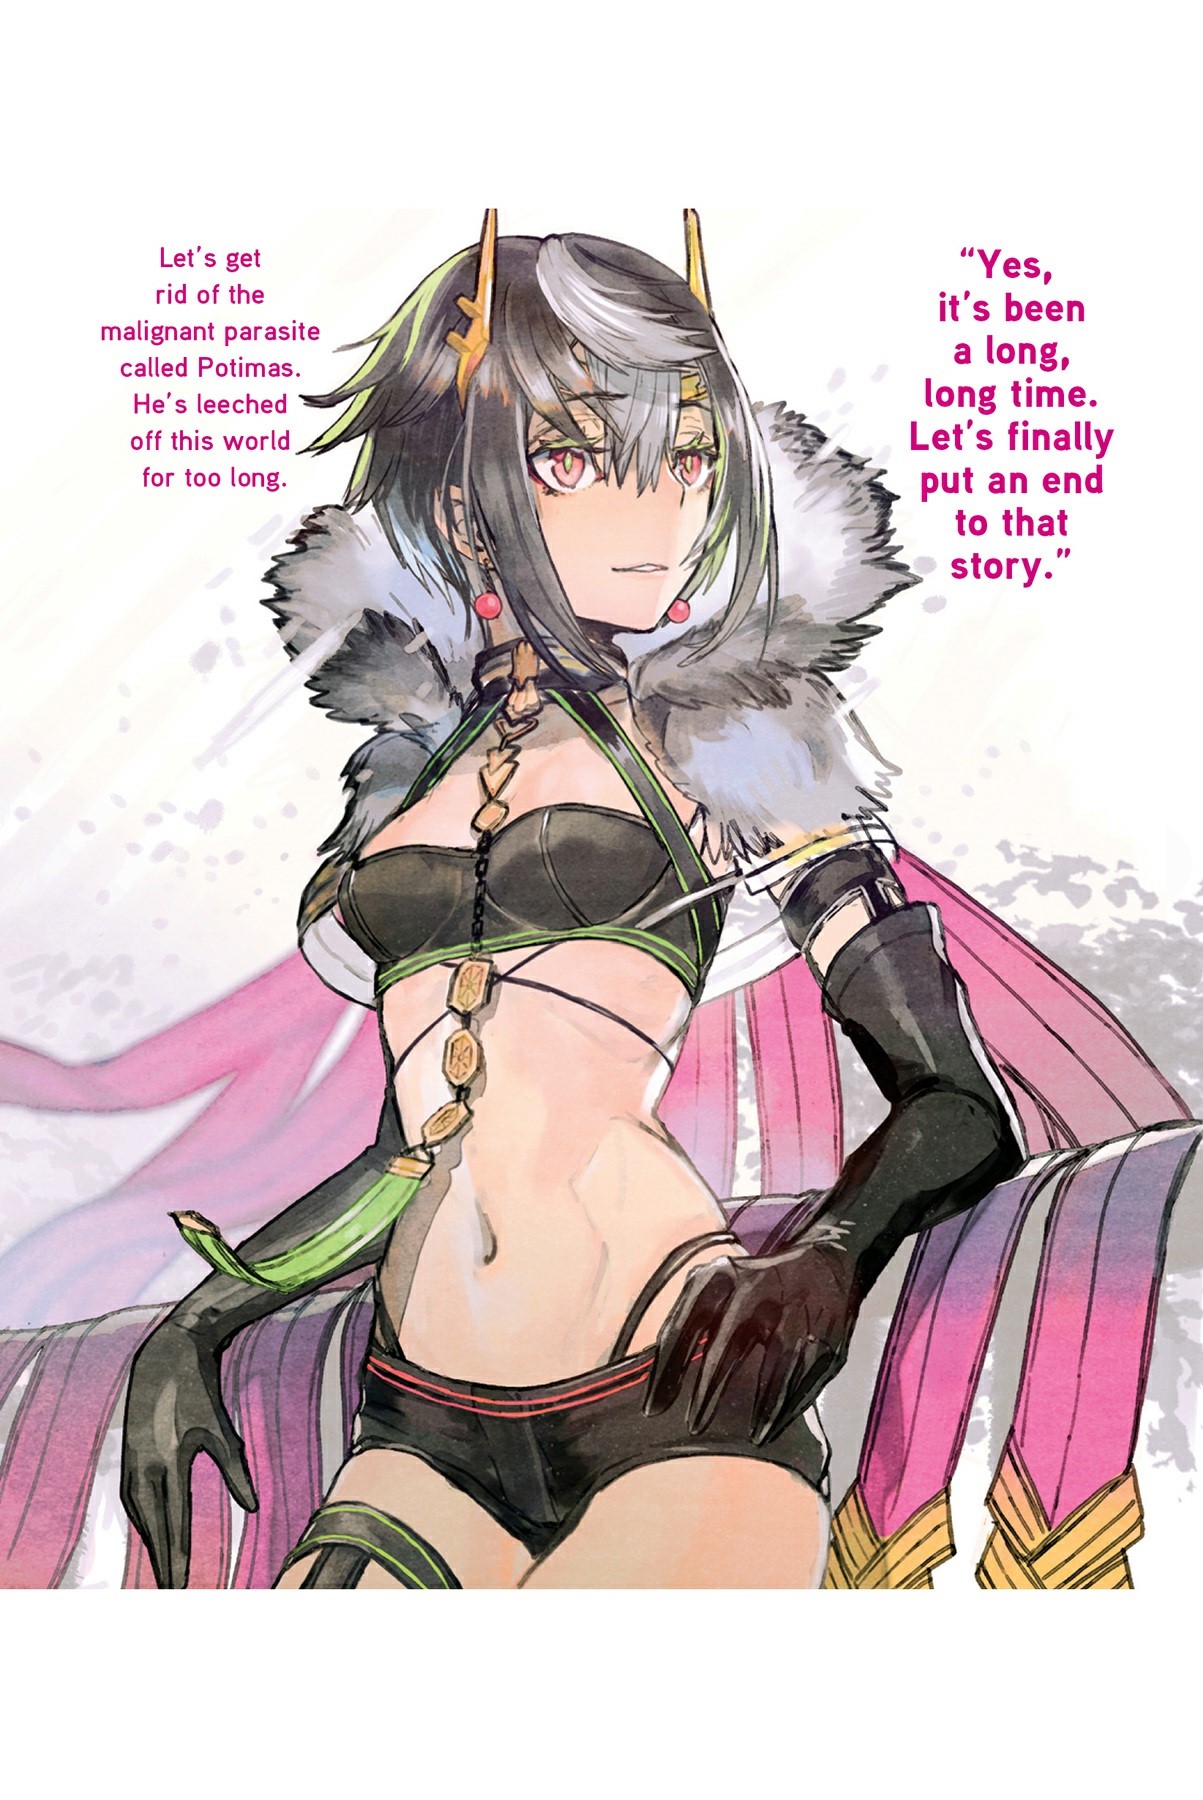 “Yes,
it’s been
a long,
long time.
Let’s finally
put an end
to that
story.”
Let’s get
rid of the
malignant parasite
called Potimas.
He’s leeched
off this world
for too long.